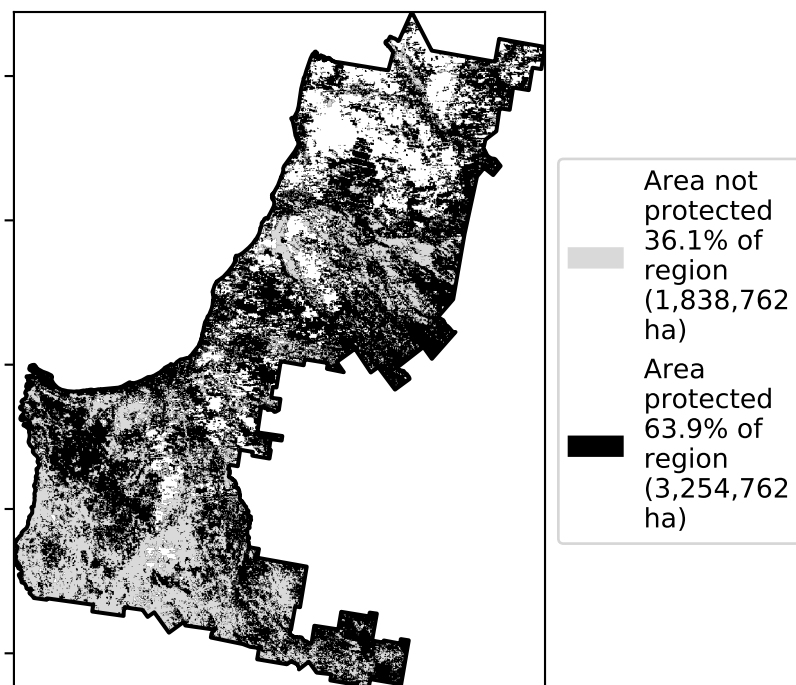 Area not
protected
36.1% of
region
(1,838,762
ha)
Area
protected
63.9% of
region
(3,254,762
ha)